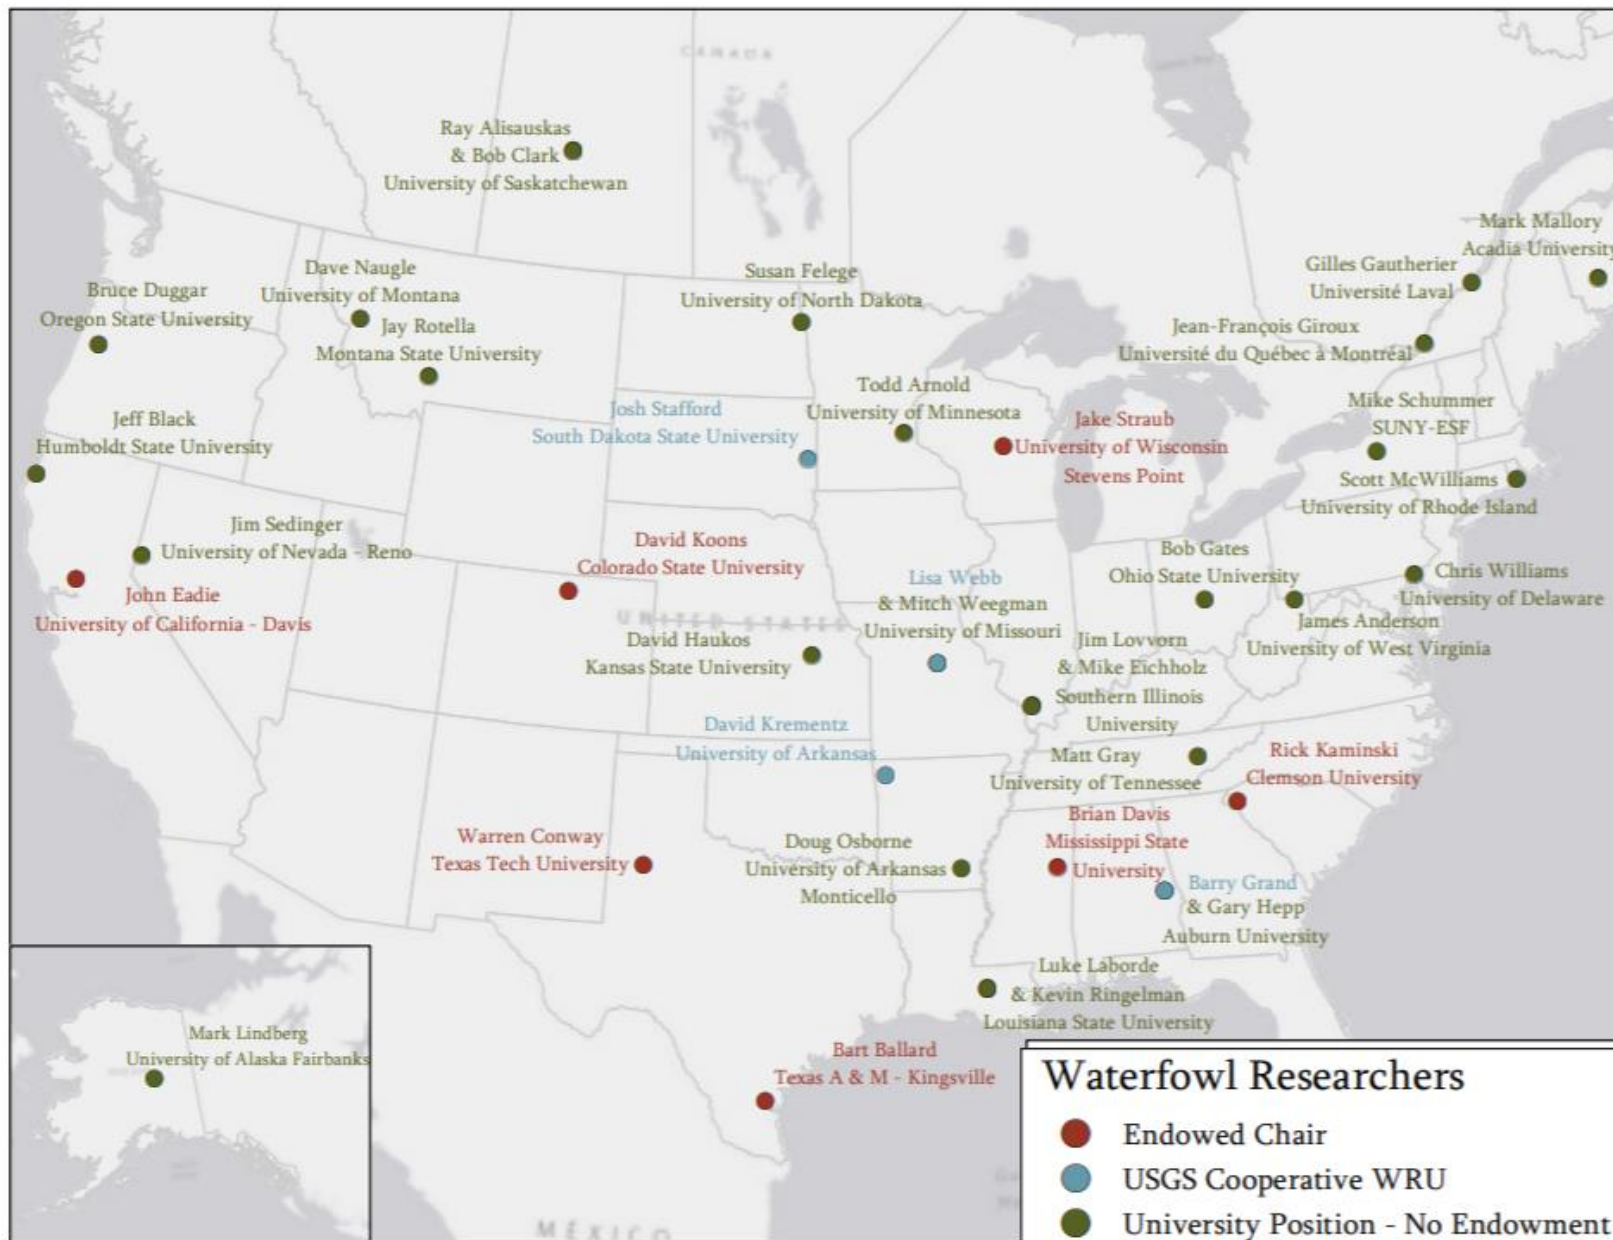 CANADA
Ray Alisauskas
& Bob Clark
University of Saskatchewan
Mark Mallory
Acadia University
Gilles Gautherier
Université Laval
Jean-François Giroux
Université du Québec à Montréal
Dave Naugle
University of Montana
Jay Rotella
Montana State University
Susan Felege
University of North Dakota
Bruce Duggar
Oregon State University
Jeff Black
Humboldt State University
Josh Stafford
South Dakota State University
Todd Arnold
University of Minnesota
Jake Straub
University of Wisconsin
Stevens Point
Mike Schummer
SUNY-ESF
Scott McWilliams
University of Rhode Island
Jim Sedinger
University of Nevada - Reno
John Eadie
University of California - Davis
David Koons
Colorado State University
UNITED STATES
David Haukos
Kansas State University
Lisa Webb
& Mitch Weegman
University of Missouri
Bob Gates
Ohio State University
Chris Williams
University of Delaware
James Anderson
University of West Virginia
Jim Lovvorn
& Mike Eichholz
Southern Illinois
University
David Krementz
University of Arkansas
Matt Gray
University of Tennessee
Rick Kaminski
Clemson University
Brian Davis
Mississippi State
University
Warren Conway
Texas Tech University
Doug Osborne
University of Arkansas
Monticello
Barry Grand
& Gary Hepp
Auburn University
Luke Laborde
& Kevin Ringelman
Louisiana State University
Mark Lindberg
University of Alaska Fairbanks
Bart Ballard
Texas A & M - Kingsville
MÉXICO
Waterfowl Researchers
Endowed Chair
USGS Cooperative WRU
University Position - No Endowment